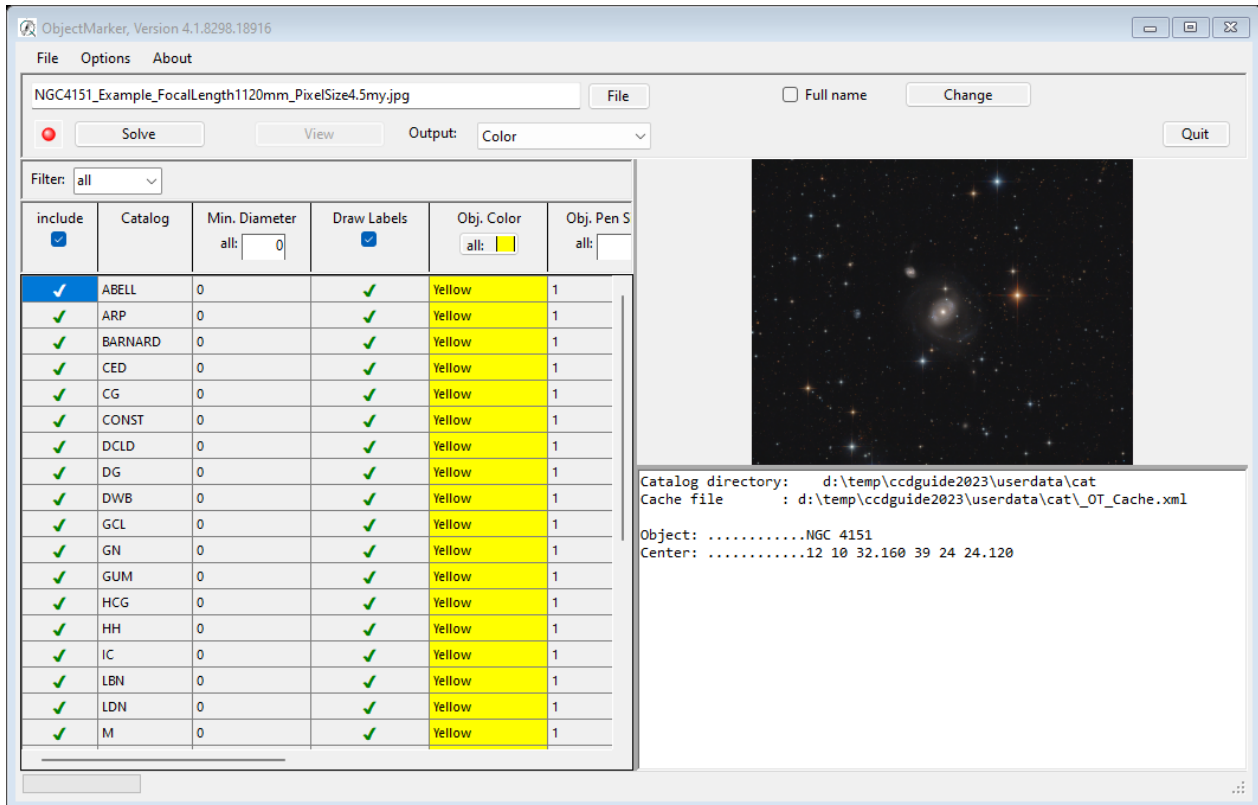 ObjectMarker, Version 4.1.8298.18916
File Options About
NGC4151_Example_FocalLength1120mm_PixelSize4.5my.jpg File Full name Change
Solve View Output: Color Quit
Filter: all
include Catalog Min. Diameter Draw Labels Obj. Color Obj. Pen S
all: 0 all: all:
ABELL 0 Yellow 1
ARP 0 Yellow 1
BARNARD 0 Yellow 1
CED 0 Yellow 1
CG 0 Yellow 1
CONST 0 Yellow 1
DCLD 0 Yellow 1
DG 0 Yellow 1
DWB 0 Yellow 1
GCL 0 Yellow 1
GN 0 Yellow 1
GUM 0 Yellow 1
HCG 0 Yellow 1
HH 0 Yellow 1
IC 0 Yellow 1
LBN 0 Yellow 1
LDN 0 Yellow 1
M 0 Yellow 1
Catalog directory: d:\temp\ccdguide2023\userdata\cat
Cache file : d:\temp\ccdguide2023\userdata\cat\_OT_Cache.xml
Object: ............NGC 4151
Center: ............12 10 32.160 39 24 24.120